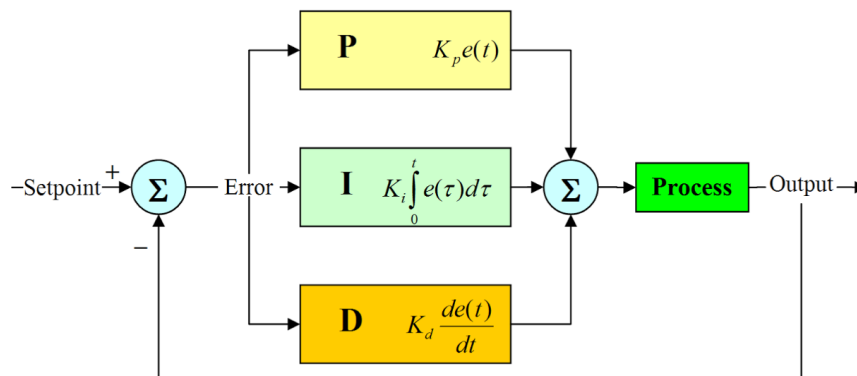 P K_p e(t)
–Setpoint + Σ Error I K_i ∫_0^t e(τ)dτ Σ Process Output
–
D K_d de(t)/dt